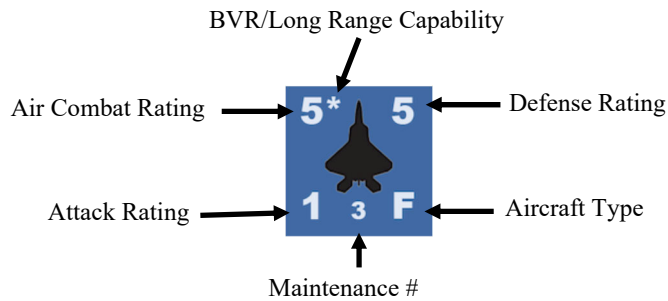 BVR/Long Range Capability
Air Combat Rating
5*
5
Defense Rating
Attack Rating
1
3
F
Aircraft Type
Maintenance #